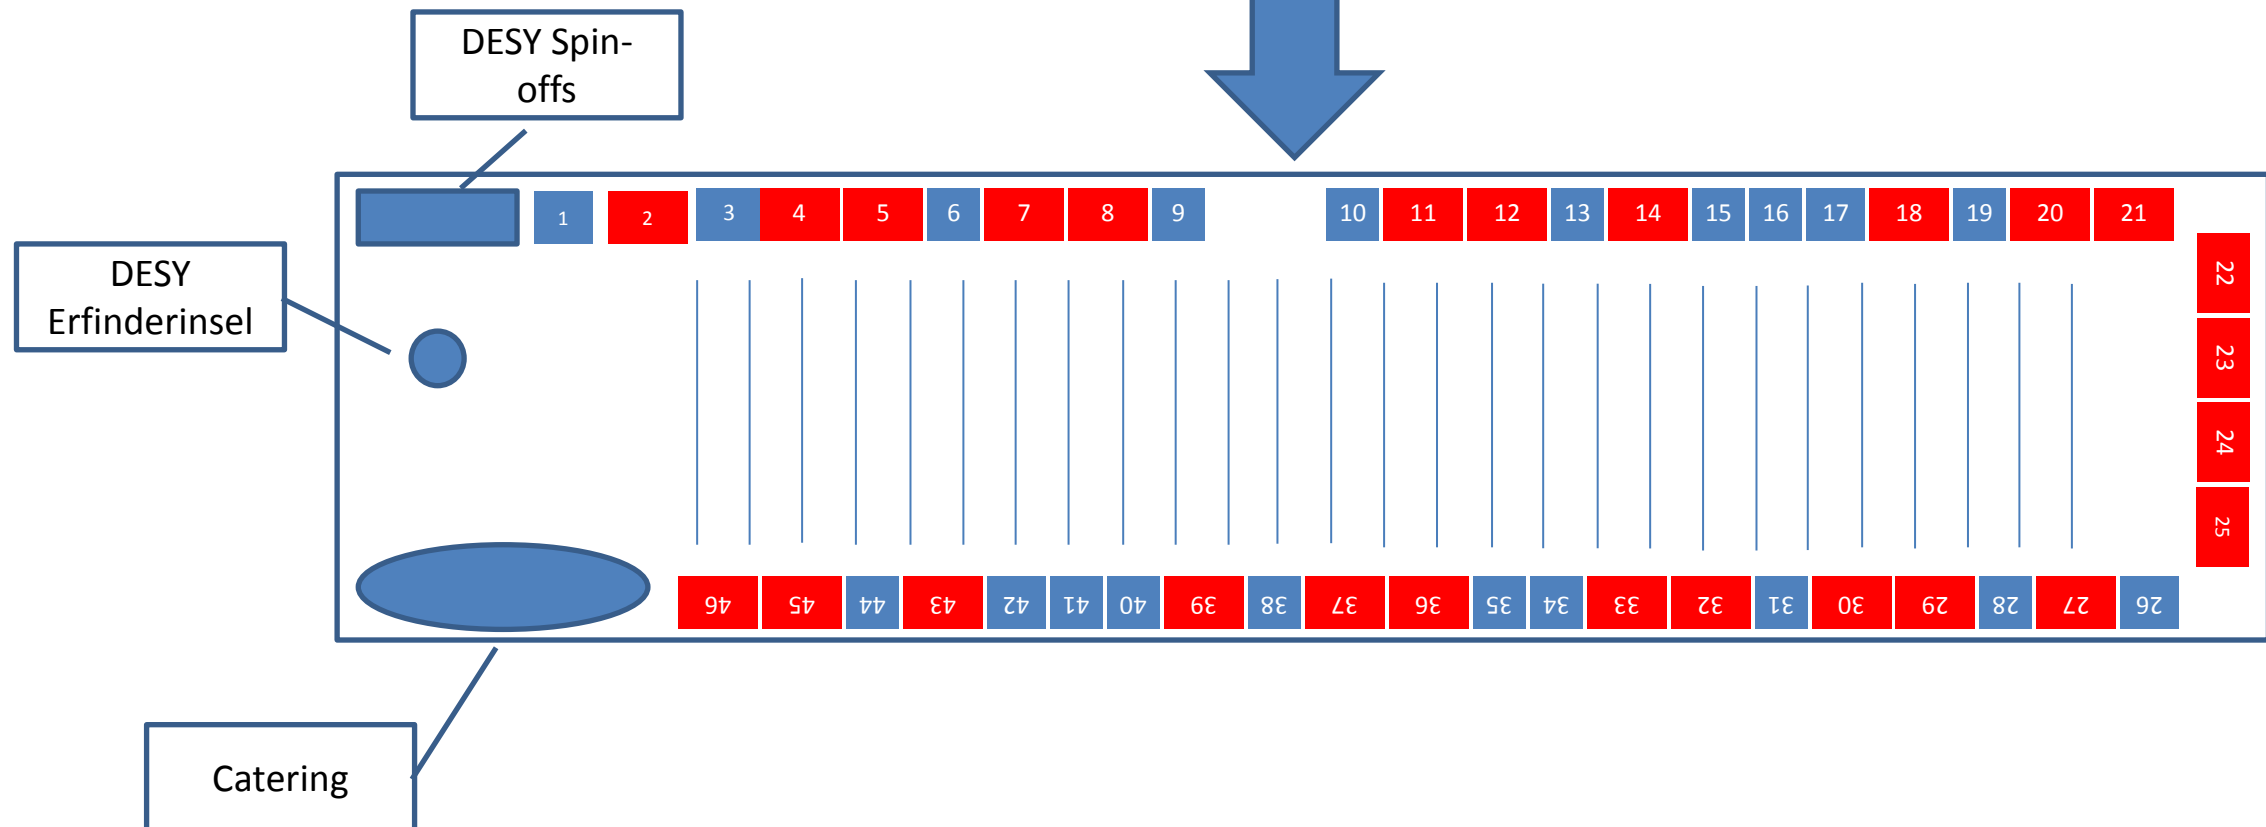 DESY Spin-
offs
1 2 3 4 5 6 7 8 9 10 11 12 13 14 15 16 17 18 19 20 21
DESY
Erfinderinsel
22
23
24
25
46 45 44 43 42 41 40 39 38 37 36 35 34 33 32 31 30 29 28 27 26
Catering